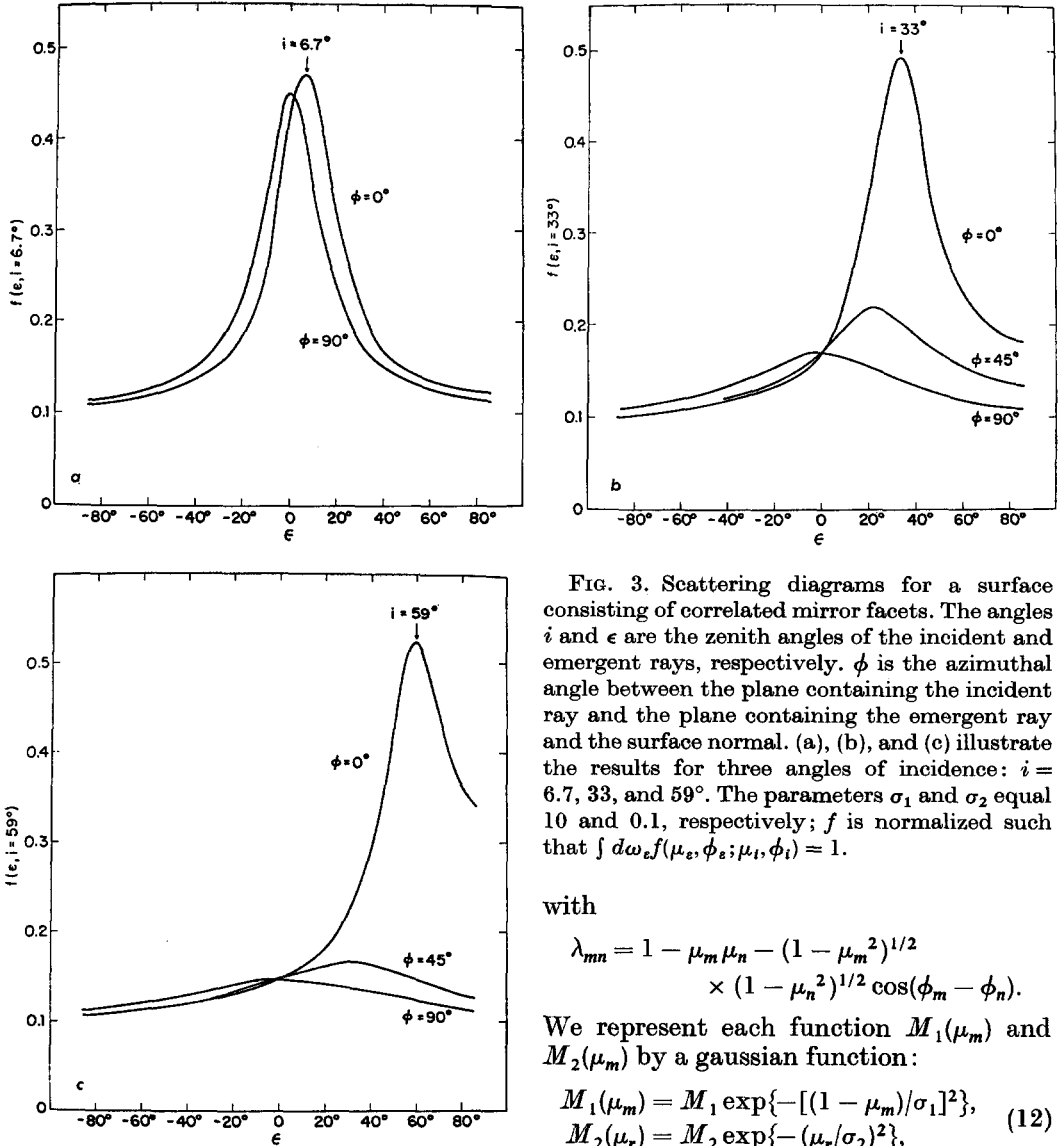 0.5
0.4
0.3
0.2
0.1
0
f (ε, i = 6.7°)
i = 6.7°
ϕ = 0°
ϕ = 90°
a
-80° -60° -40° -20° 0 20° 40° 60° 80°
ε
0.5
0.4
0.3
0.2
0.1
0
f (ε, i = 33°)
i = 33°
ϕ = 0°
ϕ = 45°
ϕ = 90°
b
-80° -60° -40° -20° 0 20° 40° 60° 80°
ε
0.5
0.4
0.3
0.2
0.1
0
f (ε, i = 59°)
i = 59°
ϕ = 0°
ϕ = 45°
ϕ = 90°
c
-80° -60° -40° -20° 0 20° 40° 60° 80°
ε
FIG. 3. Scattering diagrams for a surface
consisting of correlated mirror facets. The angles
i and ϵ are the zenith angles of the incident and
emergent rays, respectively. ϕ is the azimuthal
angle between the plane containing the incident
ray and the plane containing the emergent ray
and the surface normal. (a), (b), and (c) illustrate
the results for three angles of incidence: i =
6.7, 33, and 59°. The parameters σ₁ and σ₂ equal
10 and 0.1, respectively; f is normalized such
that ∫ dωεf(με,ϕε;μi,ϕi) = 1.
with
λmn = 1 − μmμn − (1 − μm²)^1/2
× (1 − μn²)^1/2 cos(ϕm − ϕn).
We represent each function M₁(μm) and
M₂(μm) by a gaussian function:
M₁(μm) = M₁ exp{−[(1 − μm)/σ₁]²},
M₂(μr) = M₂ exp{−(μr/σ₂)²}, (12)